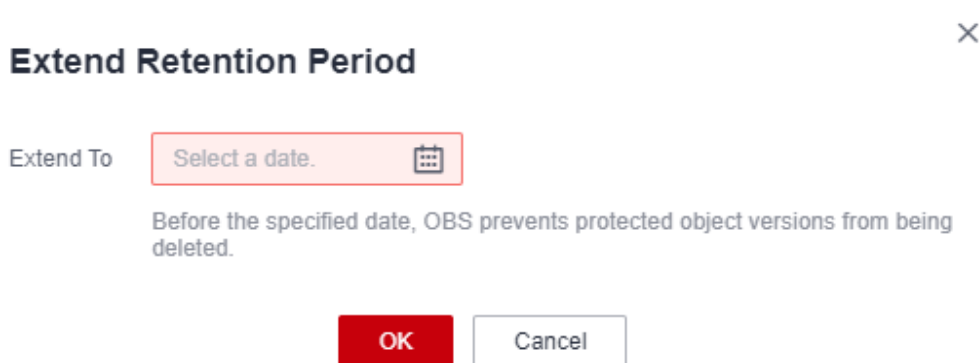 Extend Retention Period
Extend To
Select a date.
Before the specified date, OBS prevents protected object versions from being
deleted.
OK
Cancel